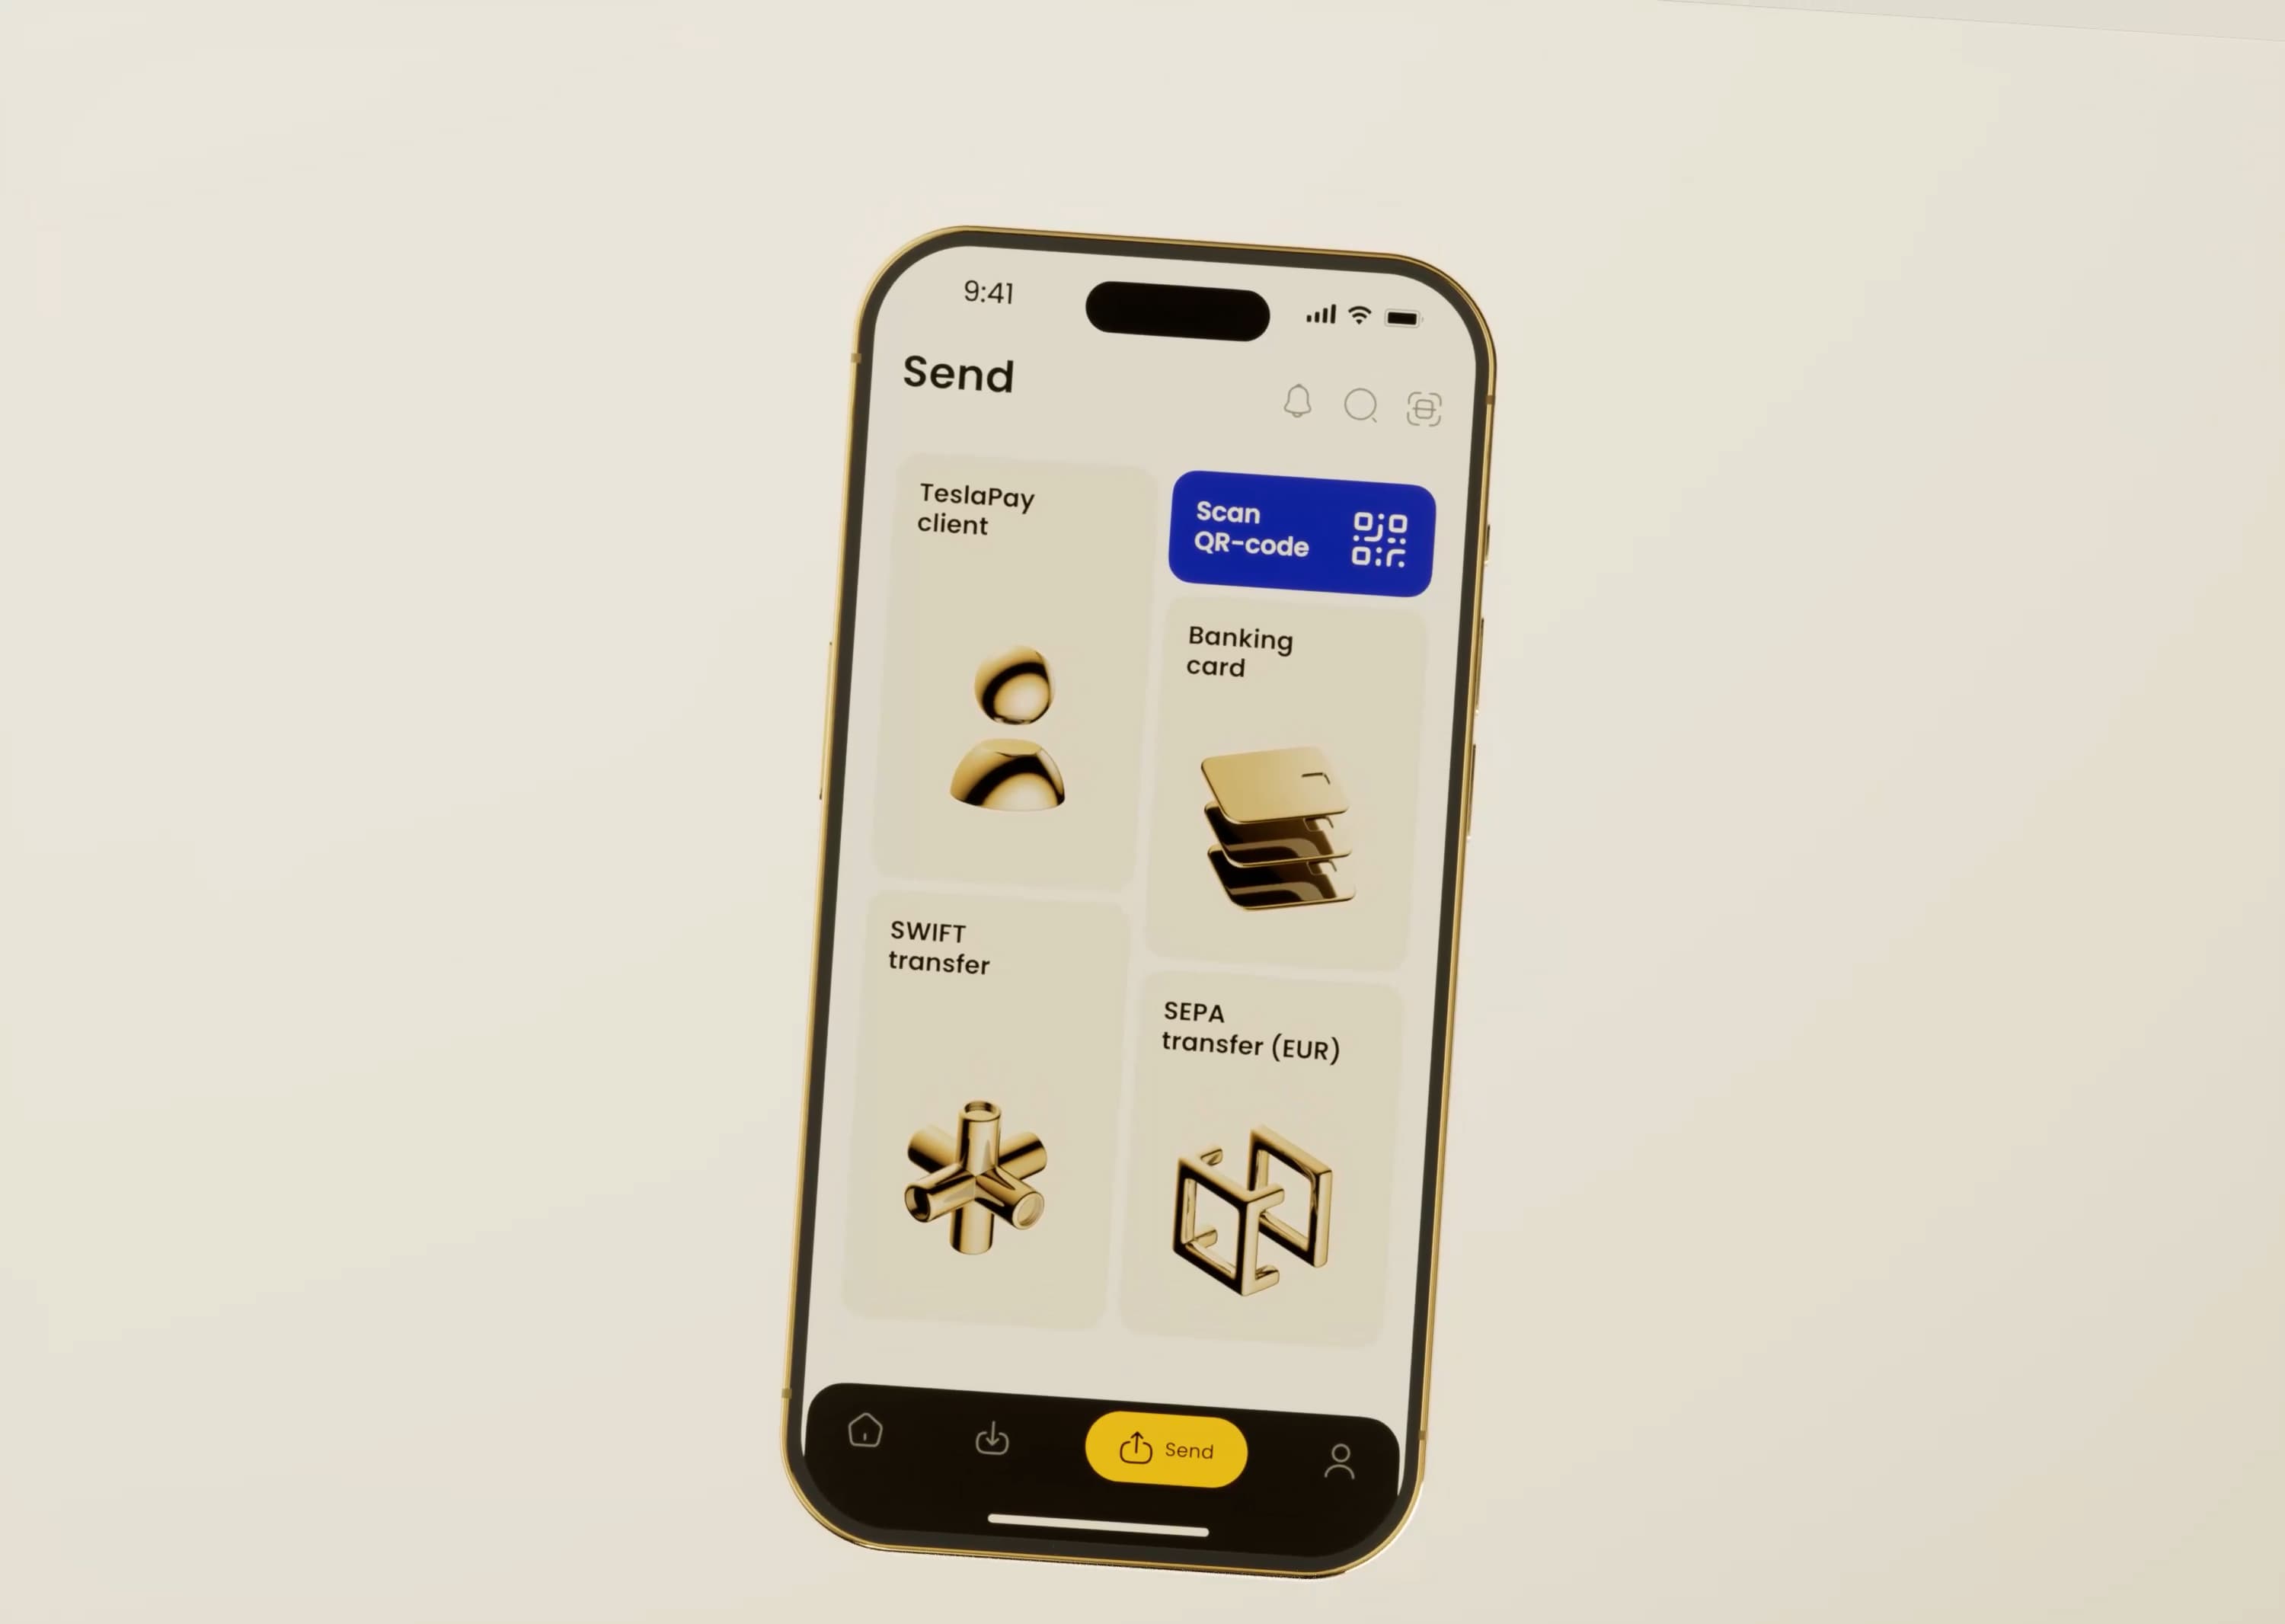 9:41
Send
TeslaPay
client
Scan
QR-code
Banking
card
SWIFT
transfer
SEPA
transfer (EUR)
Send